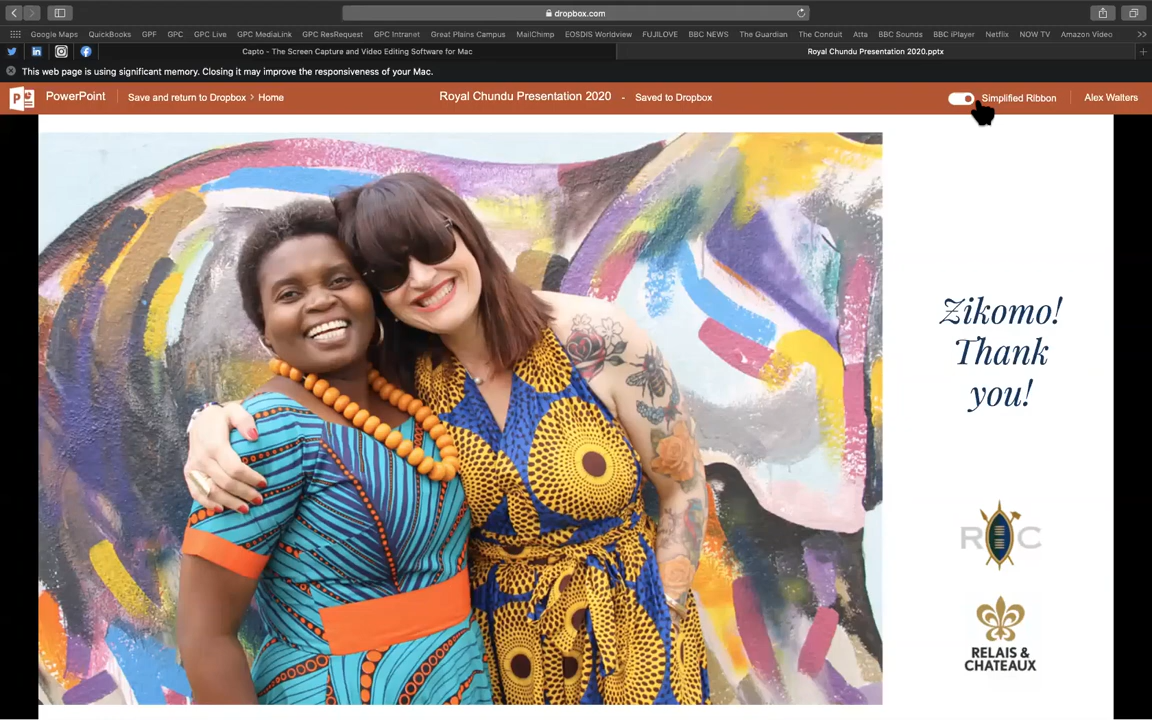 dropbox.com
Google Maps QuickBooks GPF GPC GPC Live GPC MediaLink GPC ResRequest GPC Intranet Great Plains Campus MailChimp EOSDIS Worldview FUJILOVE BBC NEWS The Guardian The Conduit Atta BBC Sounds BBC iPlayer Netflix NOW TV Amazon Video
Capto - The Screen Capture and Video Editing Software for Mac
Royal Chundu Presentation 2020.pptx
This web page is using significant memory. Closing it may improve the responsiveness of your Mac.
PowerPoint Save and return to Dropbox > Home Royal Chundu Presentation 2020 - Saved to Dropbox Simplified Ribbon Alex Walters
Zikomo!
Thank
you!
R C
RELAIS &
CHATEAUX